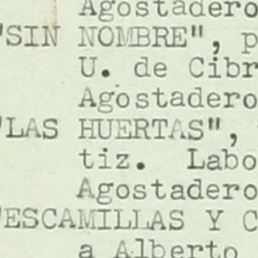 Agostadero
"SIN NOMBRE", p
U. de Cibr
Agostadero
"LAS HUERTAS",
tiz. Labo
Agostadero
"ESCAMILLAS Y C
a Alberto